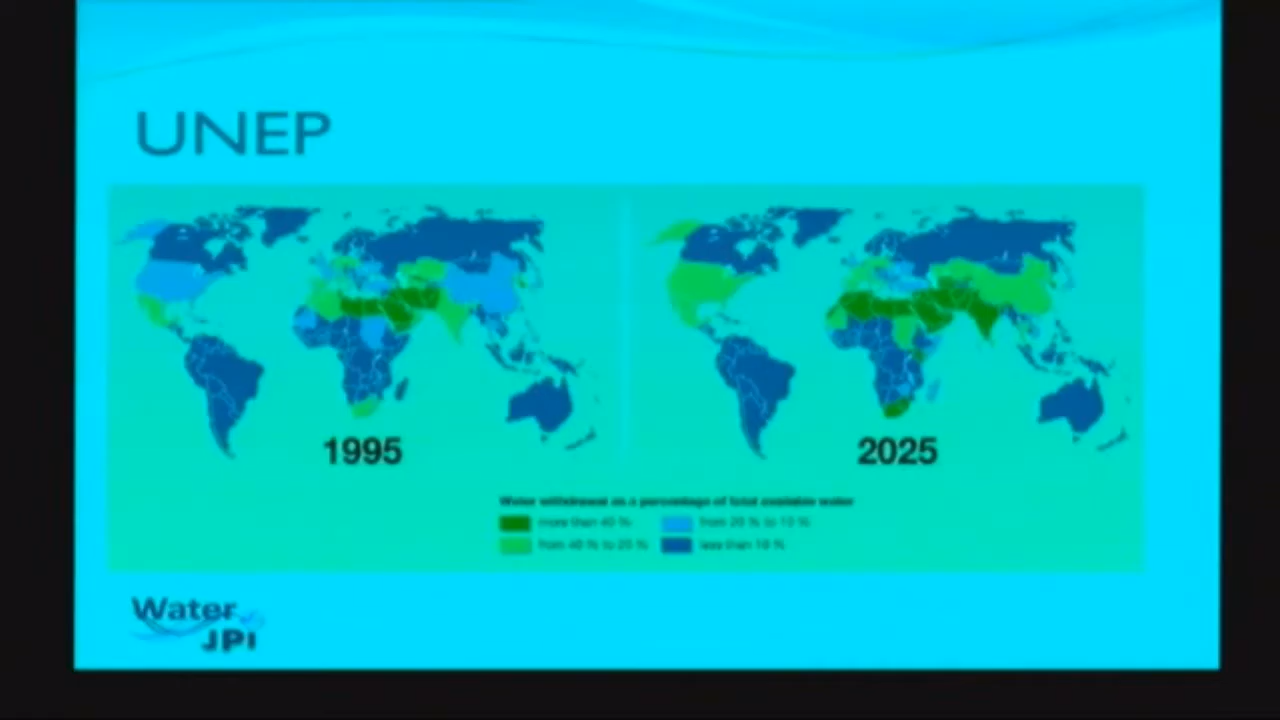 UNEP
1995
2025
Water withdrawal as a percentage of total available water
more than 40 %
from 20 % to 10 %
from 40 % to 20 %
less than 10 %
Water
JPI